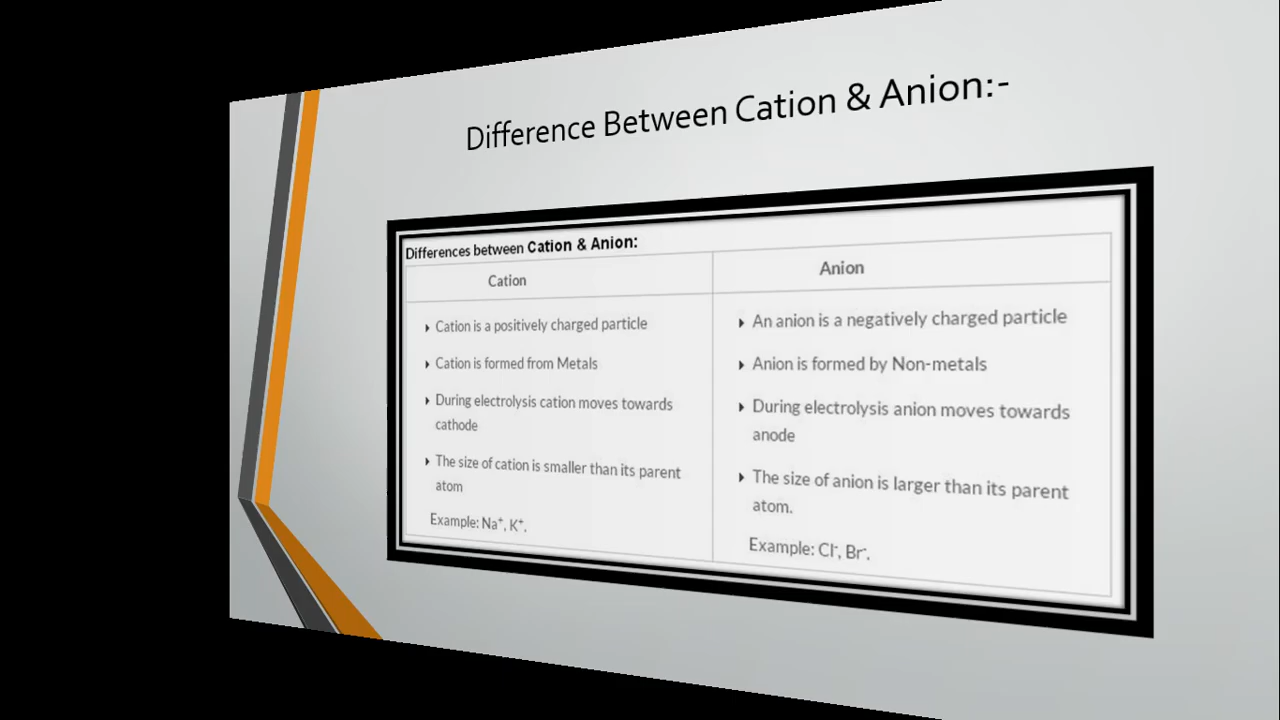 Difference Between Cation & Anion:-
Differences between Cation & Anion:
Cation
Cation is a positively charged particle
Cation is formed from Metals
During electrolysis cation moves towards
cathode
The size of cation is smaller than its parent
atom
Example: Na⁺, K⁺.
Anion
An anion is a negatively charged particle
Anion is formed by Non-metals
During electrolysis anion moves towards
anode
The size of anion is larger than its parent
atom.
Example: Cl⁻, Br⁻.